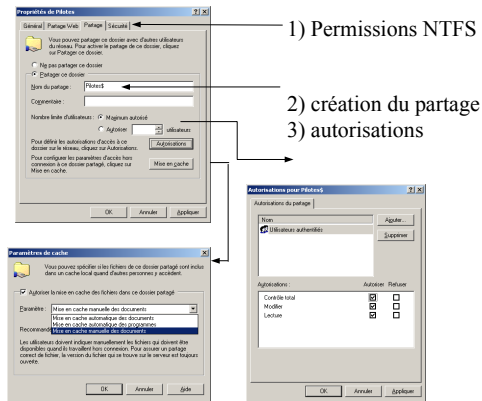 Propriétés de Pilotes
Général Partage Web Partage Sécurité
Vous pouvez partager ce dossier avec d'autres utilisateurs
du réseau. Pour activer le partage de ce dossier, cliquez
sur Partager ce dossier.
Ne pas partager ce dossier
Partager ce dossier
Nom du partage : Pilotes$
Commentaire :
Nombre limite d'utilisateurs : Maximum autorisé
Autoriser utilisateurs
Pour définir les autorisations d'accès à ce
dossier sur le réseau, cliquez sur Autorisations.
Autorisations
Pour configurer les paramètres d'accès hors
connexion à ce dossier partagé, cliquez sur
Mise en cache.
Mise en cache
OK Annuler Appliquer
1) Permissions NTFS
2) création du partage
3) autorisations
Paramètres de cache
Vous pouvez spécifier si les fichiers de ce dossier partagé sont inclus
dans un cache local quand d'autres personnes y accèdent.
Autoriser la mise en cache des fichiers dans ce dossier partagé
Paramètre : Mise en cache manuelle des documents
Mise en cache automatique des documents
Mise en cache automatique des programmes
Recommand Mise en cache manuelle des documents
Les utilisateurs doivent indiquer manuellement les fichiers qui doivent être
disponibles quand ils travaillent hors connexion. Pour assurer un partage
correct de fichier, la version du fichier qui se trouve sur le serveur est toujours
ouverte.
OK Annuler Aide
Autorisations pour Pilotes$
Autorisations du partage
Nom
Ajouter...
Utilisateurs authentifiés
Supprimer
Autorisations : Autoriser Refuser
Contrôle total
Modifier
Lecture
OK Annuler Appliquer